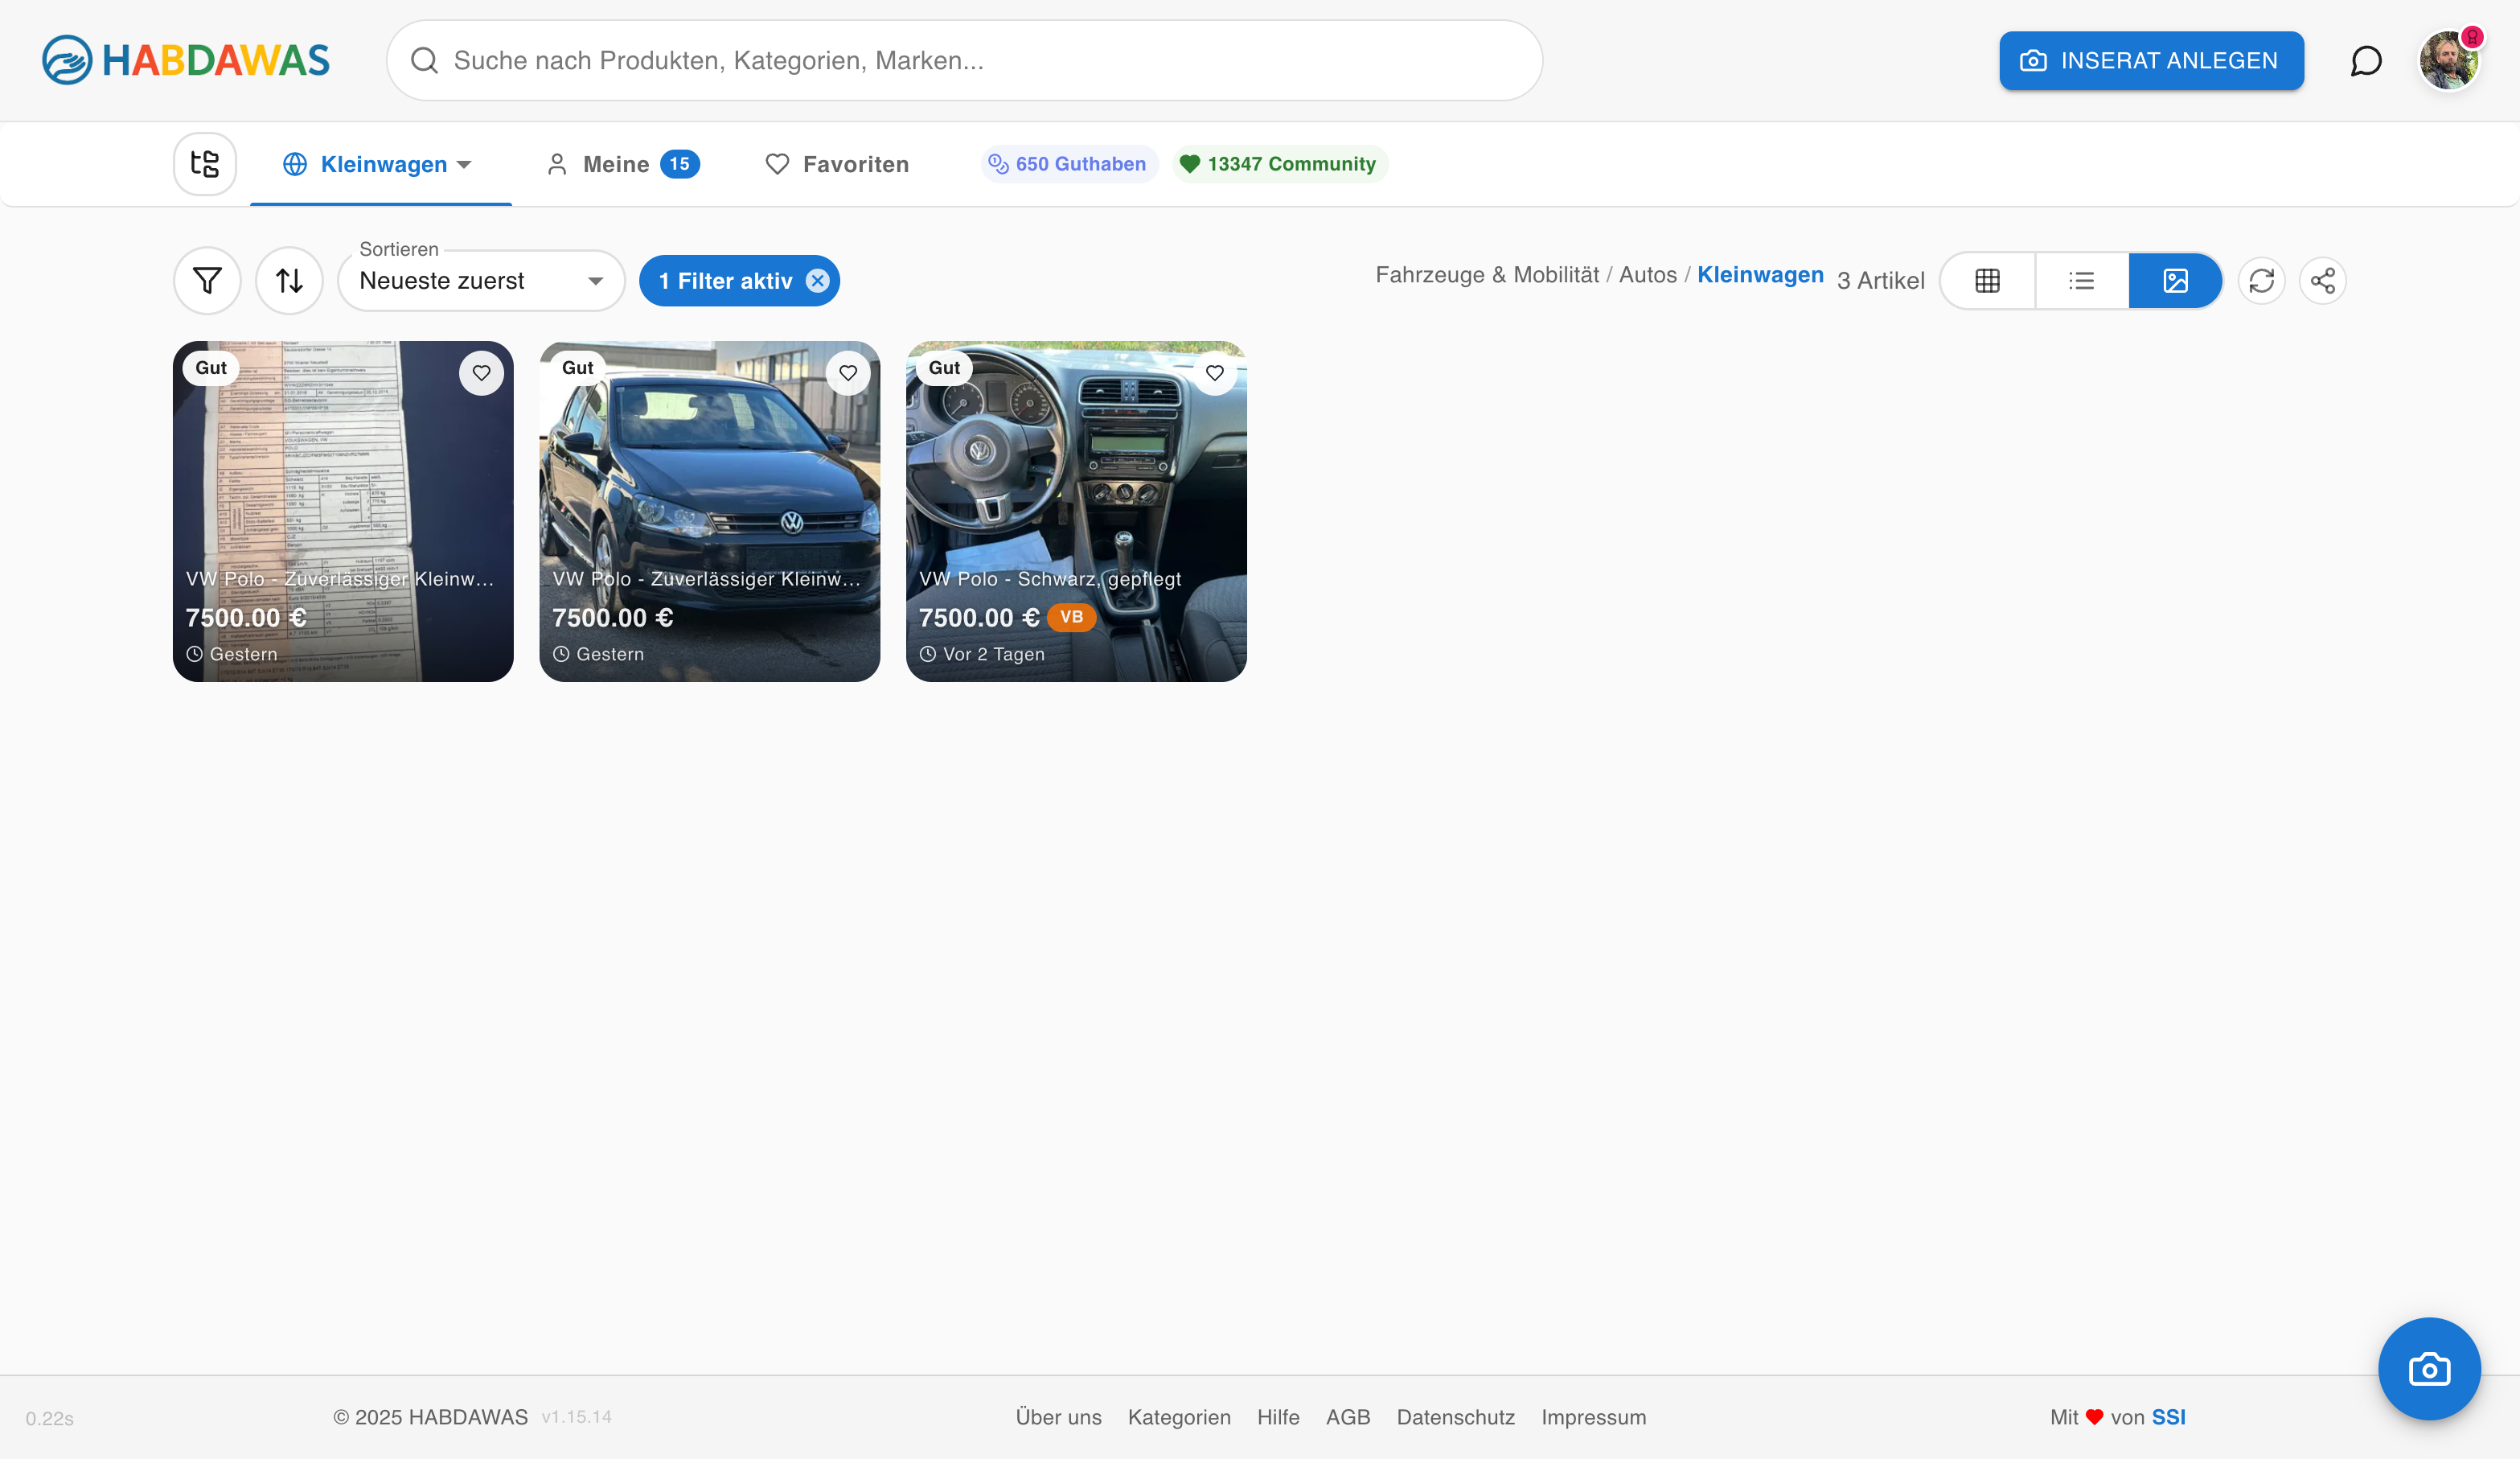 HABDAWAS
Suche nach Produkten, Kategorien, Marken...
INSERAT ANLEGEN
Kleinwagen
Meine 15
Favoriten
650 Guthaben
13347 Community
Sortieren
Neueste zuerst
1 Filter aktiv
Fahrzeuge & Mobilität / Autos / Kleinwagen
3 Artikel
Gut
VW Polo - Zuverlässiger Kleinw...
7500.00 €
Gestern
Gut
VW Polo - Zuverlässiger Kleinw...
7500.00 €
Gestern
Gut
VW Polo - Schwarz, gepflegt
7500.00 € VB
Vor 2 Tagen
0.22s
© 2025 HABDAWAS v1.15.14
Über uns
Kategorien
Hilfe
AGB
Datenschutz
Impressum
Mit von SSI